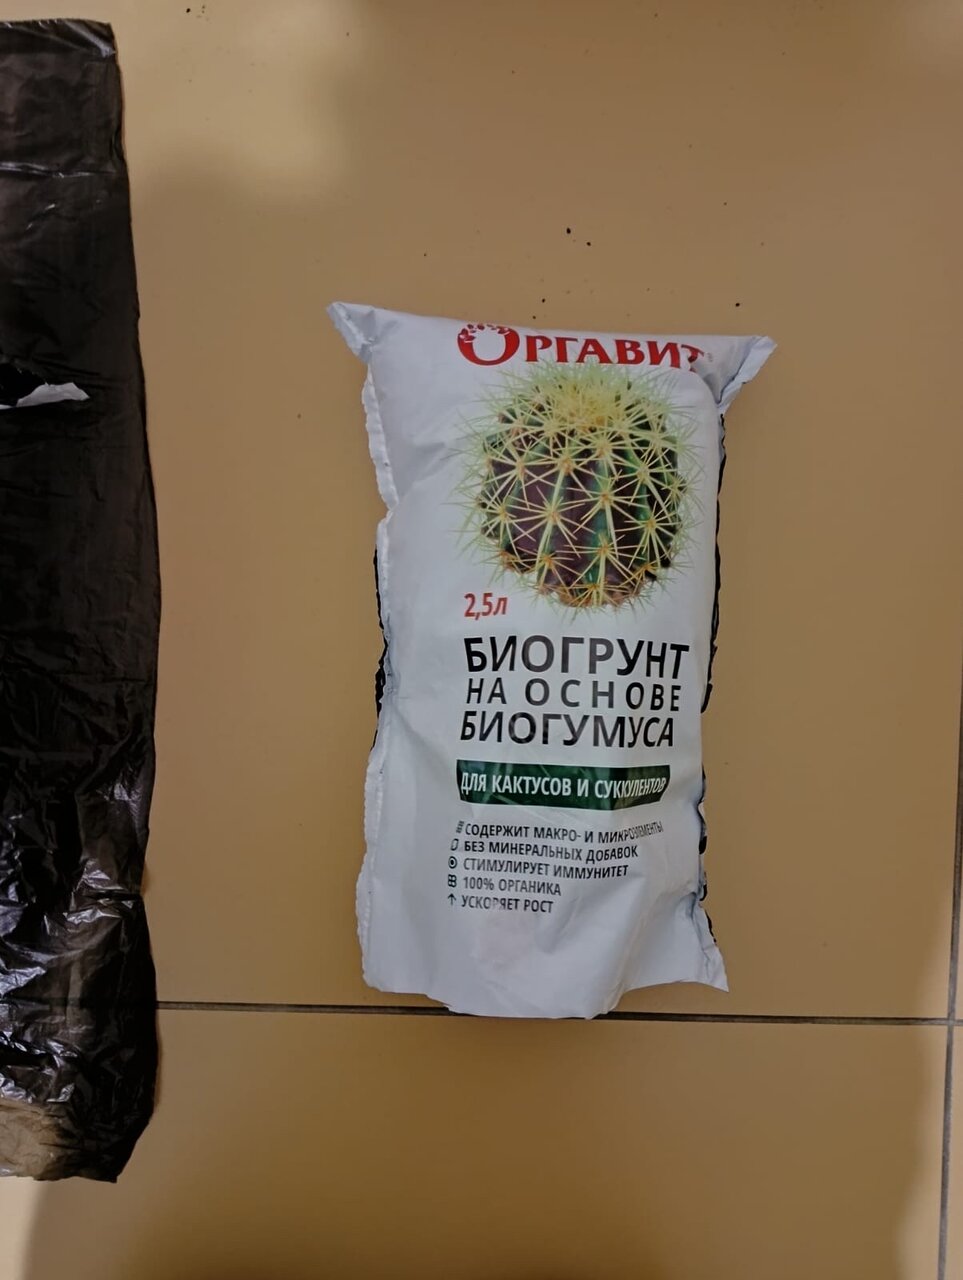 ОРГАВИТ®
2,5л
БИОГРУНТ
НА ОСНОВЕ
БИОГУМУСА
ДЛЯ КАКТУСОВ И СУККУЛЕНТОВ
СОДЕРЖИТ МАКРО- И МИКРОЭЛЕМЕНТЫ
БЕЗ МИНЕРАЛЬНЫХ ДОБАВОК
СТИМУЛИРУЕТ ИММУНИТЕТ
100% ОРГАНИКА
УСКОРЯЕТ РОСТ